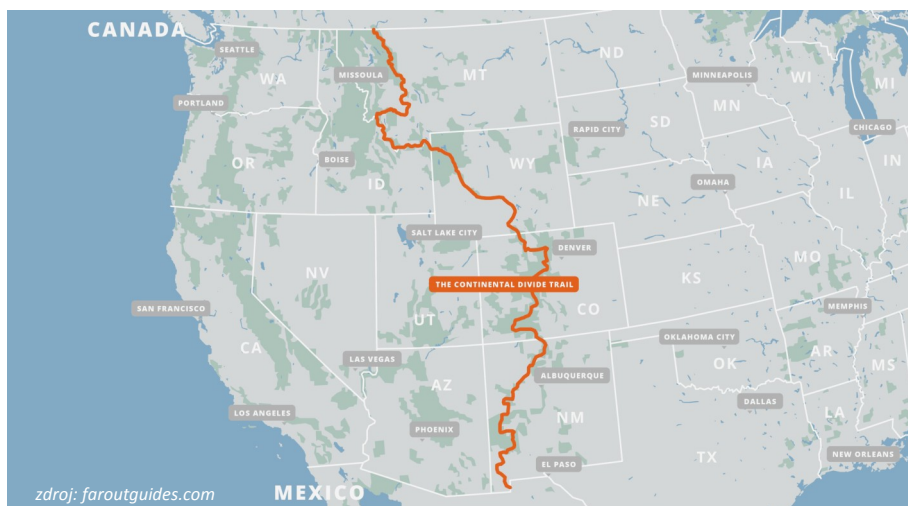 CANADA
SEATTLE
WA
MISSOULA
MT
ND
MINNEAPOLIS
WI
MI
PORTLAND
MN
SD
RAPID CITY
CHICAGO
OR
BOISE
ID
WY
IA
IN
OMAHA
NE
IL
SALT LAKE CITY
DENVER
NV
THE CONTINENTAL DIVIDE TRAIL
KS
MO
SAN FRANCISCO
UT
CO
MEMPHIS
CA
OKLAHOMA CITY
LAS VEGAS
AR
OK
MS
ALBUQUERQUE
AZ
LOS ANGELES
PHOENIX
NM
DALLAS
LA
TX
NEW ORLEANS
EL PASO
zdroj: faroutguides.com
MEXICO